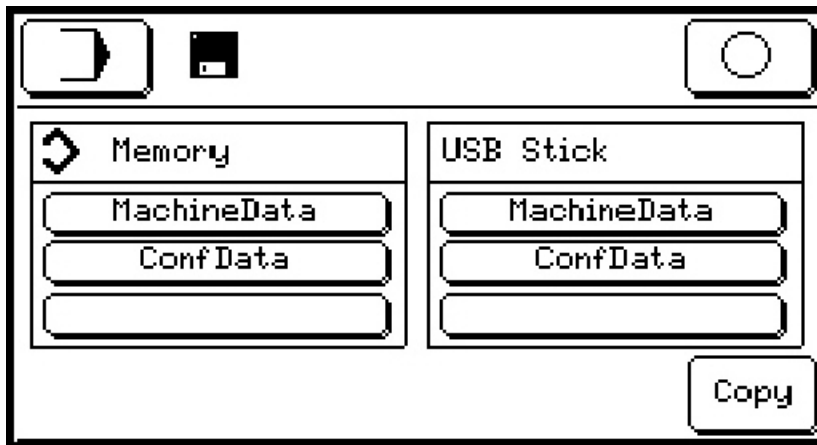 Memory
USB Stick
MachineData
MachineData
ConfData
ConfData
Copy